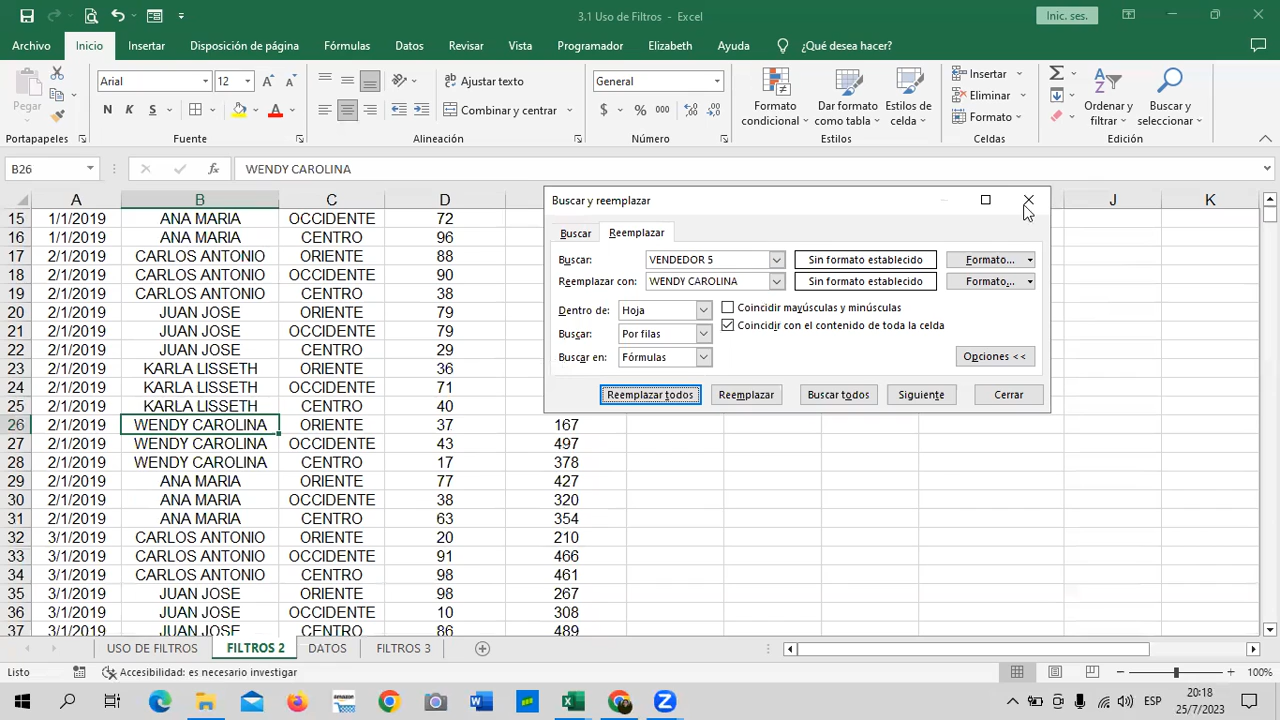 3.1 Uso de Filtros - Excel
Inic. ses.
Archivo Inicio Insertar Disposición de página Fórmulas Datos Revisar Vista Programador Elizabeth Ayuda ¿Qué desea hacer?
Pegar
Arial 12
N K S
Ajustar texto
Combinar y centrar
General
$ % 000
Formato condicional
Dar formato como tabla
Estilos de celda
Insertar
Eliminar
Formato
Ordenar y filtrar
Buscar y seleccionar
Portapapeles Fuente Alineación Número Estilos Celdas Edición
B26 fx WENDY CAROLINA
A B C D J K
15 1/1/2019 ANA MARIA OCCIDENTE 72
16 1/1/2019 ANA MARIA CENTRO 96
17 2/1/2019 CARLOS ANTONIO ORIENTE 88
18 2/1/2019 CARLOS ANTONIO OCCIDENTE 90
19 2/1/2019 CARLOS ANTONIO CENTRO 38
20 2/1/2019 JUAN JOSE ORIENTE 79
21 2/1/2019 JUAN JOSE OCCIDENTE 79
22 2/1/2019 JUAN JOSE CENTRO 29
23 2/1/2019 KARLA LISSETH ORIENTE 36
24 2/1/2019 KARLA LISSETH OCCIDENTE 71
25 2/1/2019 KARLA LISSETH CENTRO 40
26 2/1/2019 WENDY CAROLINA ORIENTE 37 167
27 2/1/2019 WENDY CAROLINA OCCIDENTE 43 497
28 2/1/2019 WENDY CAROLINA CENTRO 17 378
29 2/1/2019 ANA MARIA ORIENTE 77 427
30 2/1/2019 ANA MARIA OCCIDENTE 38 320
31 2/1/2019 ANA MARIA CENTRO 63 354
32 3/1/2019 CARLOS ANTONIO ORIENTE 20 210
33 3/1/2019 CARLOS ANTONIO OCCIDENTE 91 466
34 3/1/2019 CARLOS ANTONIO CENTRO 98 461
35 3/1/2019 JUAN JOSE ORIENTE 98 267
36 3/1/2019 JUAN JOSE OCCIDENTE 10 308
37 3/1/2019 JUAN JOSE CENTRO 86 489
Buscar y reemplazar
Buscar Reemplazar
Buscar: VENDEDOR 5 Sin formato establecido Formato...
Reemplazar con: WENDY CAROLINA Sin formato establecido Formato...
Dentro de: Hoja Coincidir mayúsculas y minúsculas
Buscar: Por filas Coincidir con el contenido de toda la celda
Buscar en: Fórmulas Opciones <<
Reemplazar todos Reemplazar Buscar todos Siguiente Cerrar
USO DE FILTROS FILTROS 2 DATOS FILTROS 3
Listo Accesibilidad: es necesario investigar 100%
ESP 20:18
25/7/2023